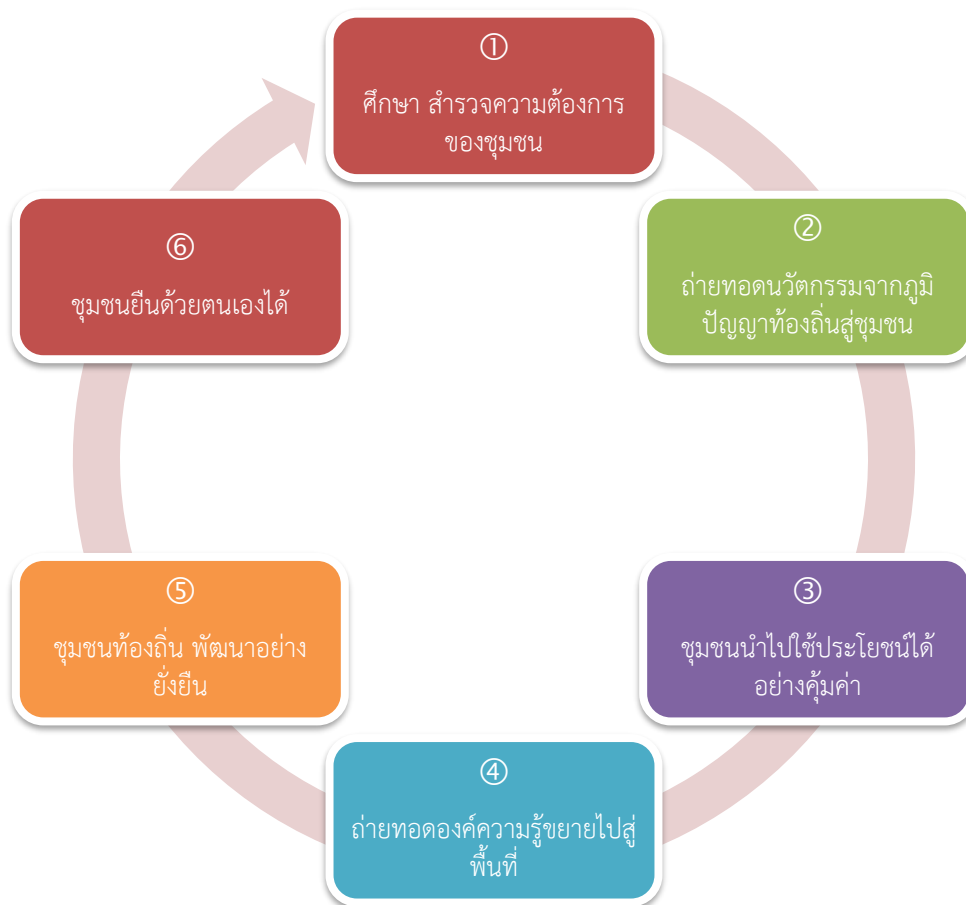 ①
ศึกษา สำรวจความต้องการ
ของชุมชน
②
ถ่ายทอดนวัตกรรมจากภูมิ
ปัญญาท้องถิ่นสู่ชุมชน
③
ชุมชนนำไปใช้ประโยชน์ได้
อย่างคุ้มค่า
④
ถ่ายทอดองค์ความรู้ขยายไปสู่
พื้นที่
⑤
ชุมชนท้องถิ่น พัฒนาอย่าง
ยั่งยืน
⑥
ชุมชนยืนด้วยตนเองได้